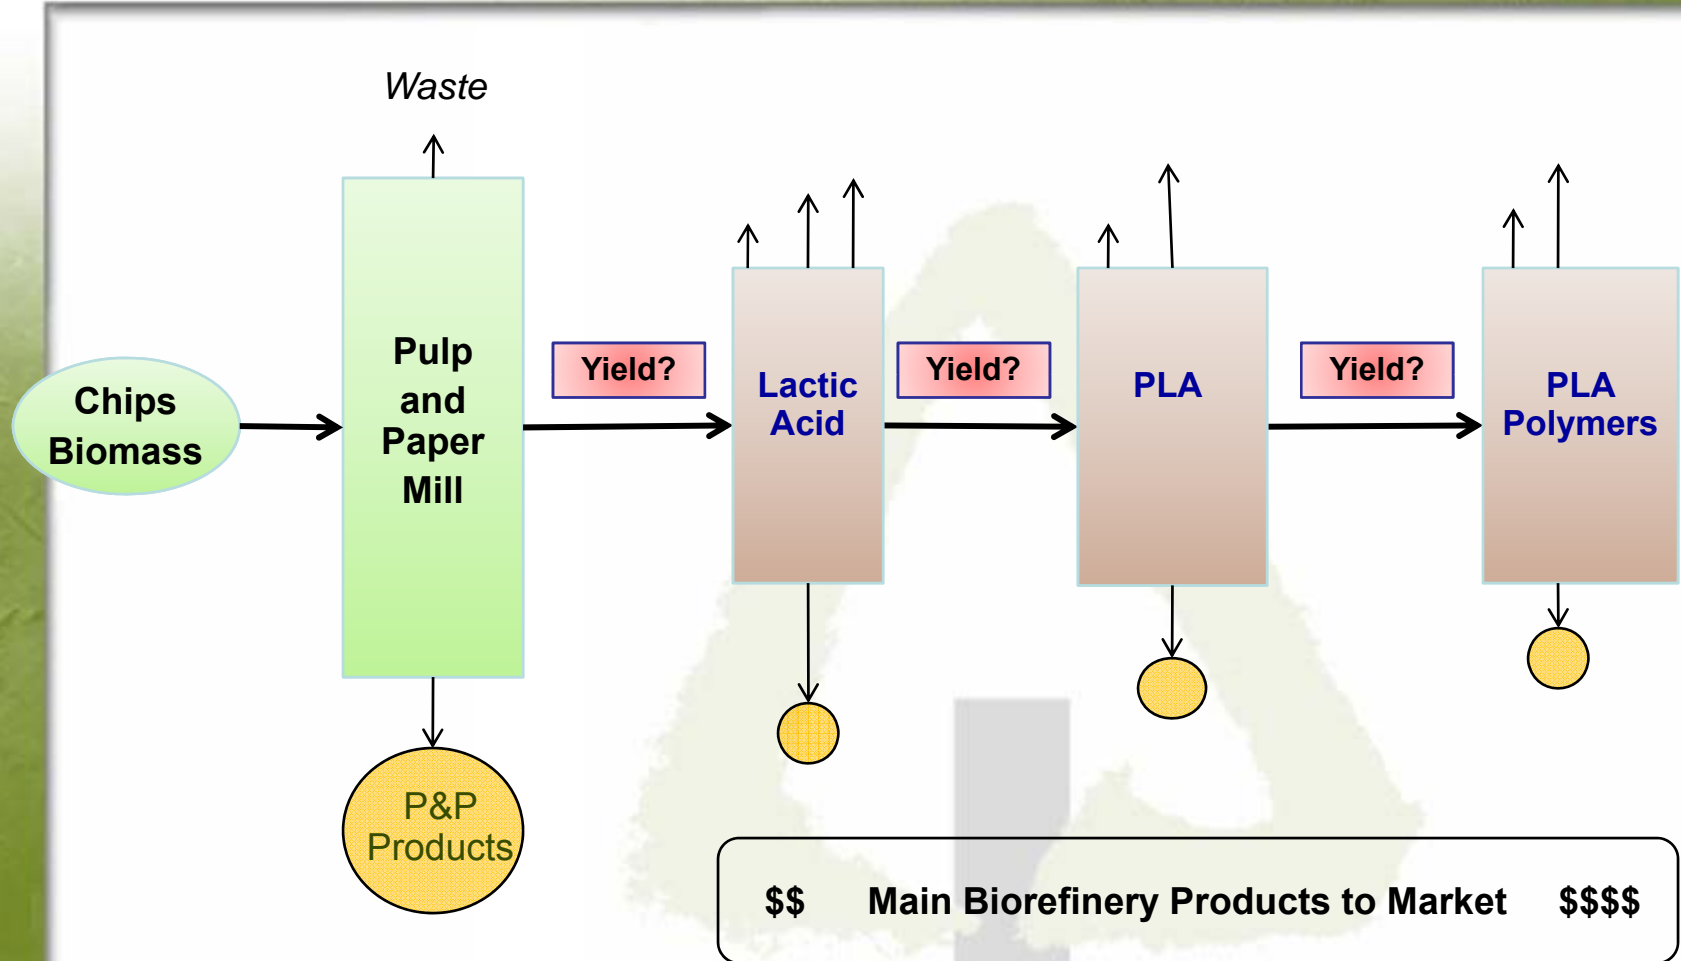 Waste
Chips
Biomass
Pulp
and
Paper
Mill
Yield?
Lactic
Acid
Yield?
PLA
Yield?
PLA
Polymers
P&P
Products
$$ Main Biorefinery Products to Market $$$$